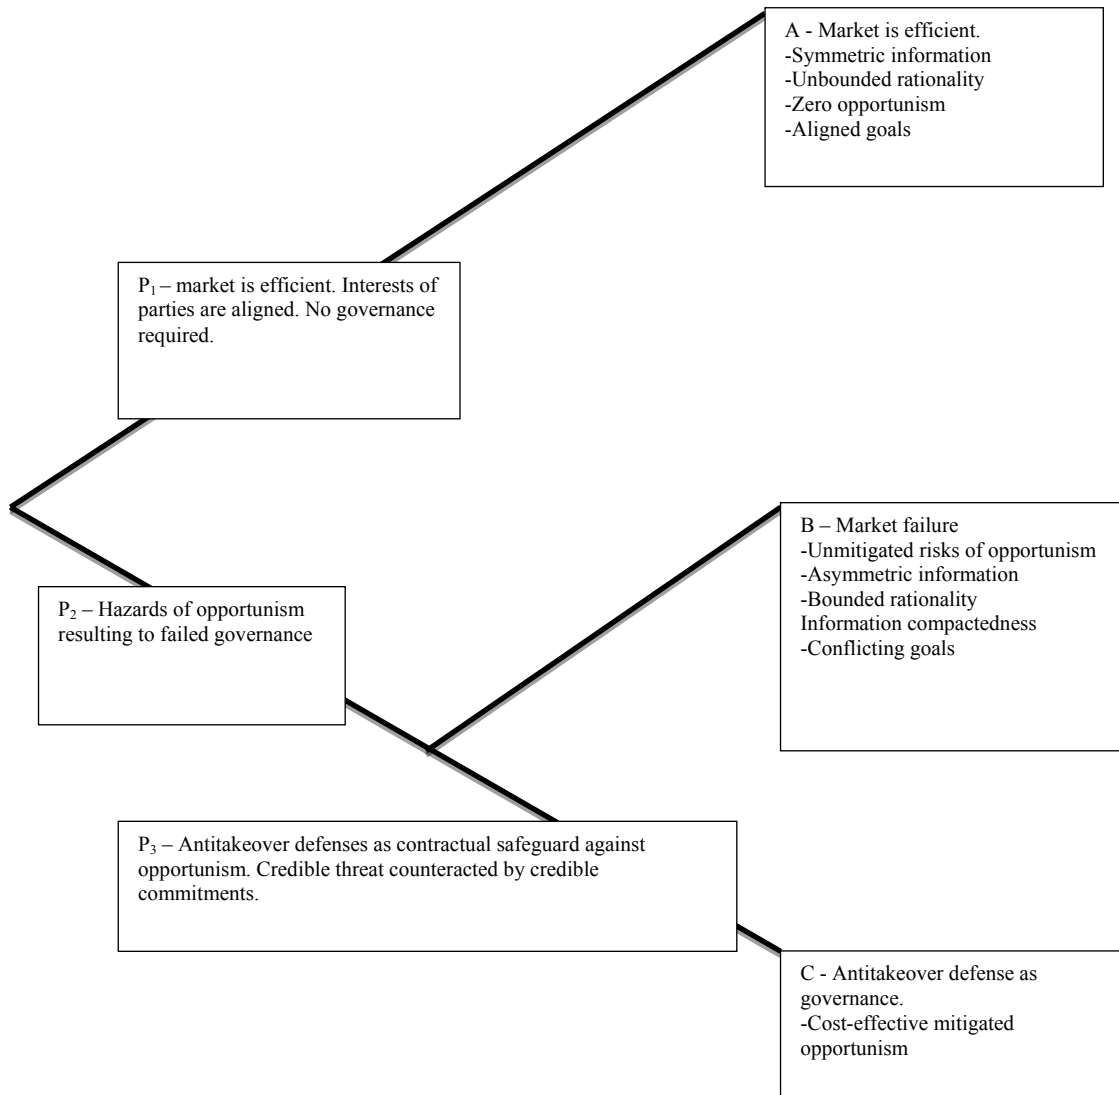 A - Market is efficient.
-Symmetric information
-Unbounded rationality
-Zero opportunism
-Aligned goals
P₁ – market is efficient. Interests of
parties are aligned. No governance
required.
B – Market failure
-Unmitigated risks of opportunism
-Asymmetric information
-Bounded rationality
Information compactedness
-Conflicting goals
P₂ – Hazards of opportunism
resulting to failed governance
P₃ – Antitakeover defenses as contractual safeguard against
opportunism. Credible threat counteracted by credible
commitments.
C - Antitakeover defense as
governance.
-Cost-effective mitigated
opportunism